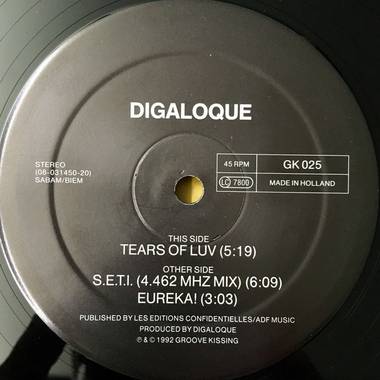 DIGALOQUE
STEREO
(08-031450-20)
SABAM/BIEM
45 RPM
GK 025
LC 7800
MADE IN HOLLAND
THIS SIDE
TEARS OF LUV (5:19)
OTHER SIDE
S.E.T.I. (4.462 MHZ MIX) (6:09)
EUREKA! (3:03)
PUBLISHED BY LES EDITIONS CONFIDENTIELLES/ADF MUSIC
PRODUCED BY DIGALOQUE
℗ & © 1992 GROOVE KISSING